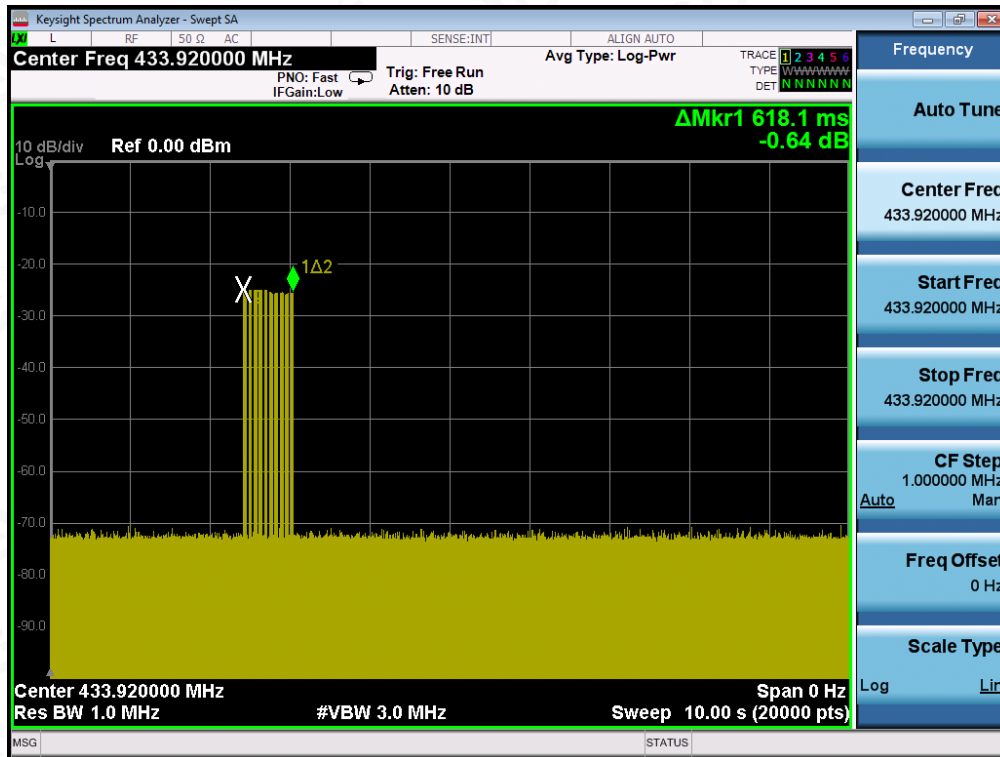 Keysight Spectrum Analyzer - Swept SA
LXI L RF 50 Ω AC SENSE:INT ALIGN AUTO
Center Freq 433.920000 MHz
PNO: Fast
IFGain:Low
Trig: Free Run
Atten: 10 dB
Avg Type: Log-Pwr
TRACE 1 2 3 4 5 6
TYPE WWWWWW
DET N N N N N N
ΔMkr1 618.1 ms
-0.64 dB
10 dB/div Ref 0.00 dBm
Log
-10.0
-20.0
1Δ2
X
-30.0
-40.0
-50.0
-60.0
-70.0
-80.0
-90.0
Center 433.920000 MHz Span 0 Hz
Res BW 1.0 MHz #VBW 3.0 MHz Sweep 10.00 s (20000 pts)
MSG STATUS
Frequency
Auto Tune
Center Freq
433.920000 MHz
Start Freq
433.920000 MHz
Stop Freq
433.920000 MHz
CF Step
1.000000 MHz
Auto Man
Freq Offset
0 Hz
Scale Type
Log Lin